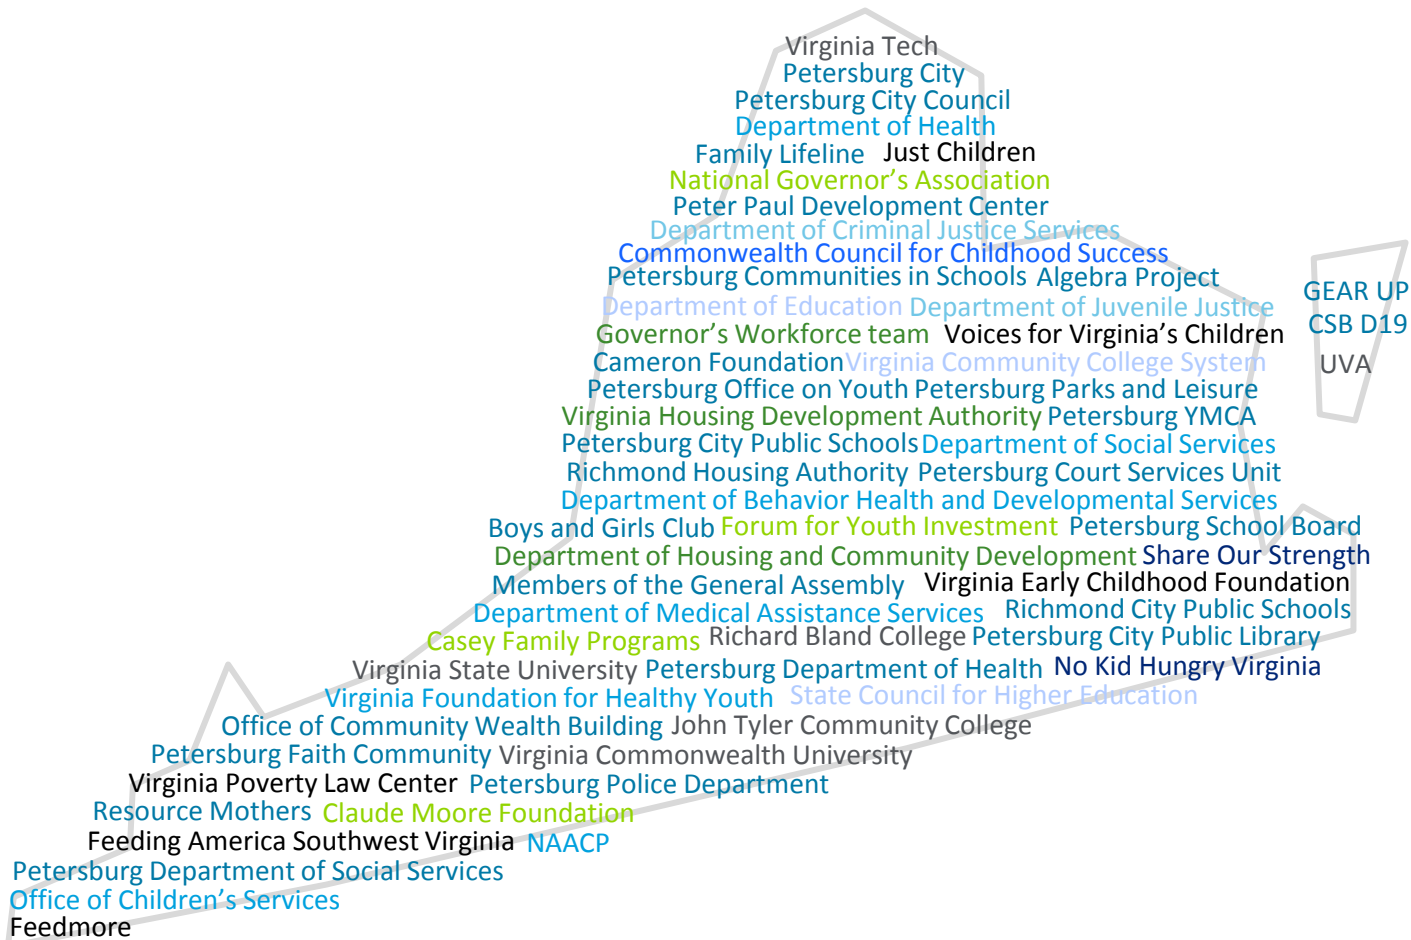 Virginia Tech
Petersburg City
Petersburg City Council
Department of Health
Family Lifeline Just Children
National Governor’s Association
Peter Paul Development Center
Department of Criminal Justice Services
Commonwealth Council for Childhood Success
Petersburg Communities in Schools Algebra Project
Department of Education Department of Juvenile Justice
Governor’s Workforce team Voices for Virginia’s Children
Cameron Foundation Virginia Community College System
Petersburg Office on Youth Petersburg Parks and Leisure
Virginia Housing Development Authority Petersburg YMCA
Petersburg City Public Schools Department of Social Services
Richmond Housing Authority Petersburg Court Services Unit
Department of Behavior Health and Developmental Services
Boys and Girls Club Forum for Youth Investment Petersburg School Board
Department of Housing and Community Development Share Our Strength
Members of the General Assembly Virginia Early Childhood Foundation
Department of Medical Assistance Services Richmond City Public Schools
Casey Family Programs Richard Bland College Petersburg City Public Library
Virginia State University Petersburg Department of Health No Kid Hungry Virginia
Virginia Foundation for Healthy Youth State Council for Higher Education
Office of Community Wealth Building John Tyler Community College
Petersburg Faith Community Virginia Commonwealth University
Virginia Poverty Law Center Petersburg Police Department
Resource Mothers Claude Moore Foundation
Feeding America Southwest Virginia NAACP
Petersburg Department of Social Services
Office of Children’s Services
Feedmore
GEAR UP
CSB D19
UVA